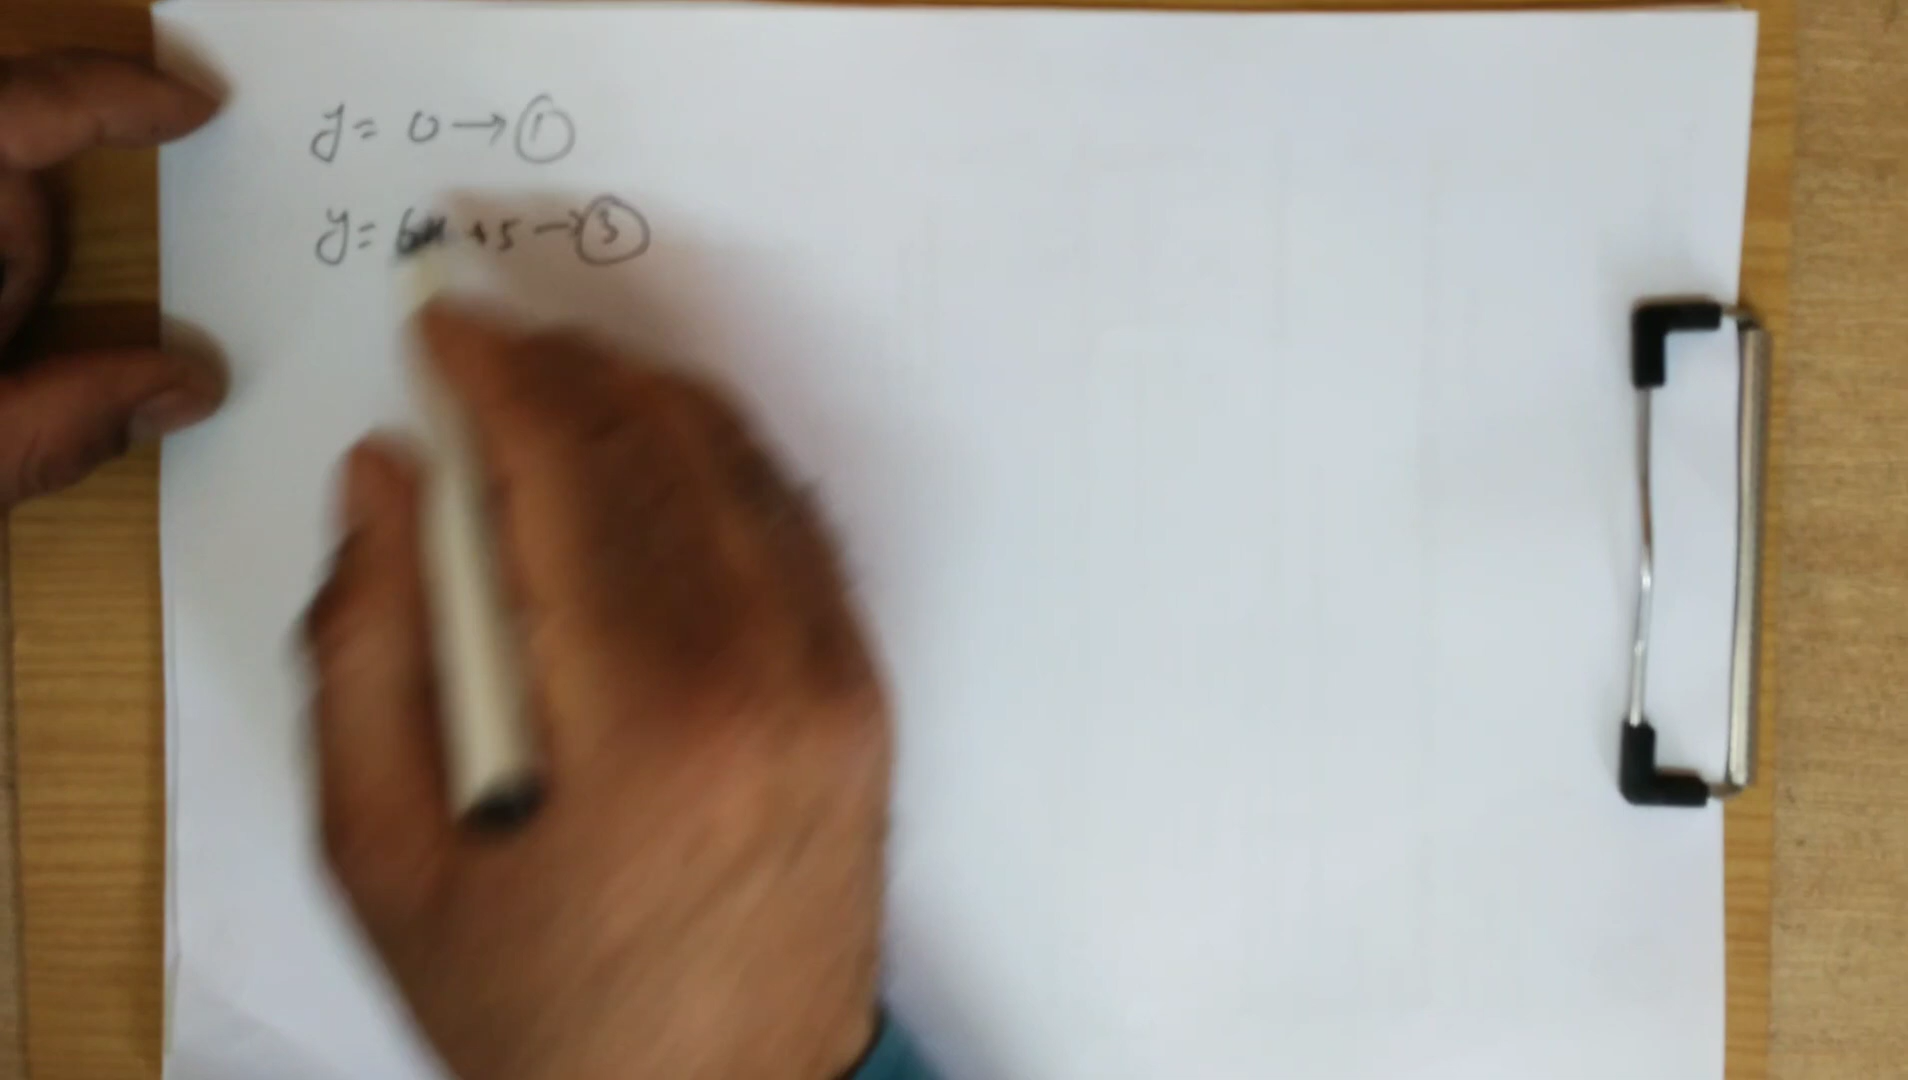 y = 0 → ①
y = 6x + 5 → ③